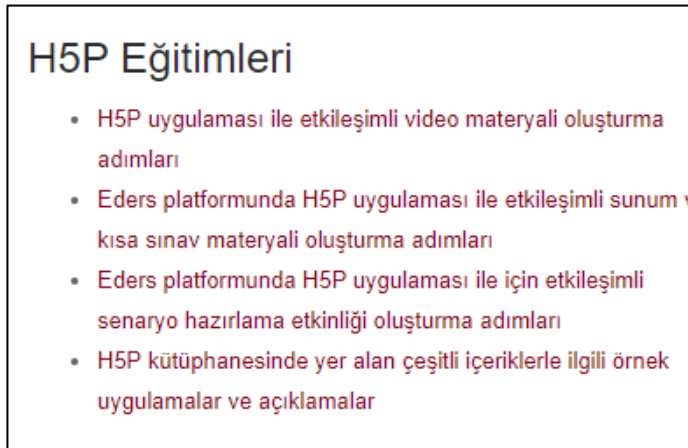 H5P Eğitimleri
H5P uygulaması ile etkileşimli video materyali oluşturma
adımları
Eders platformunda H5P uygulaması ile etkileşimli sunum
kısa sınav materyali oluşturma adımları
Eders platformunda H5P uygulaması ile için etkileşimli
senaryo hazırlama etkinliği oluşturma adımları
H5P kütüphanesinde yer alan çeşitli içeriklerle ilgili örnek
uygulamalar ve açıklamalar